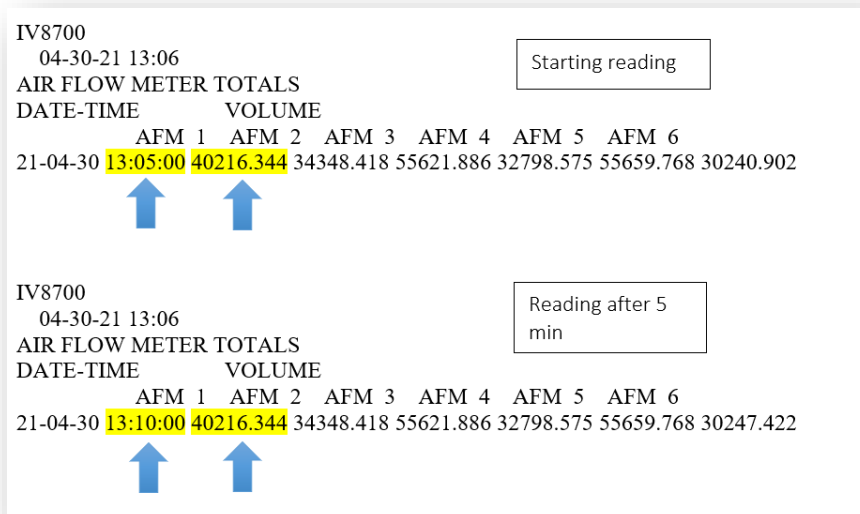 IV8700
04-30-21 13:06
Starting reading
AIR FLOW METER TOTALS
DATE-TIME VOLUME
AFM 1 AFM 2 AFM 3 AFM 4 AFM 5 AFM 6
21-04-30 13:05:00 40216.344 34348.418 55621.886 32798.575 55659.768 30240.902
IV8700
04-30-21 13:06
Reading after 5
min
AIR FLOW METER TOTALS
DATE-TIME VOLUME
AFM 1 AFM 2 AFM 3 AFM 4 AFM 5 AFM 6
21-04-30 13:10:00 40216.344 34348.418 55621.886 32798.575 55659.768 30247.422